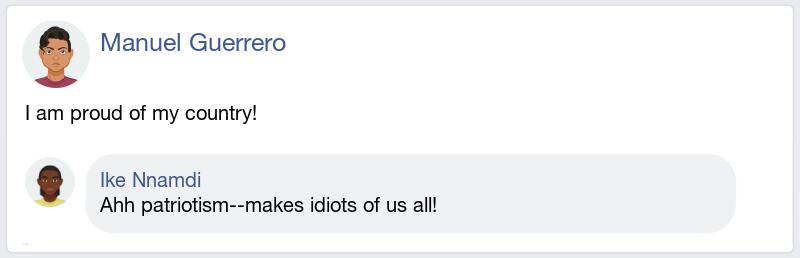 Manuel Guerrero
I am proud of my country!
Ike Nnamdi
Ahh patriotism--makes idiots of us all!